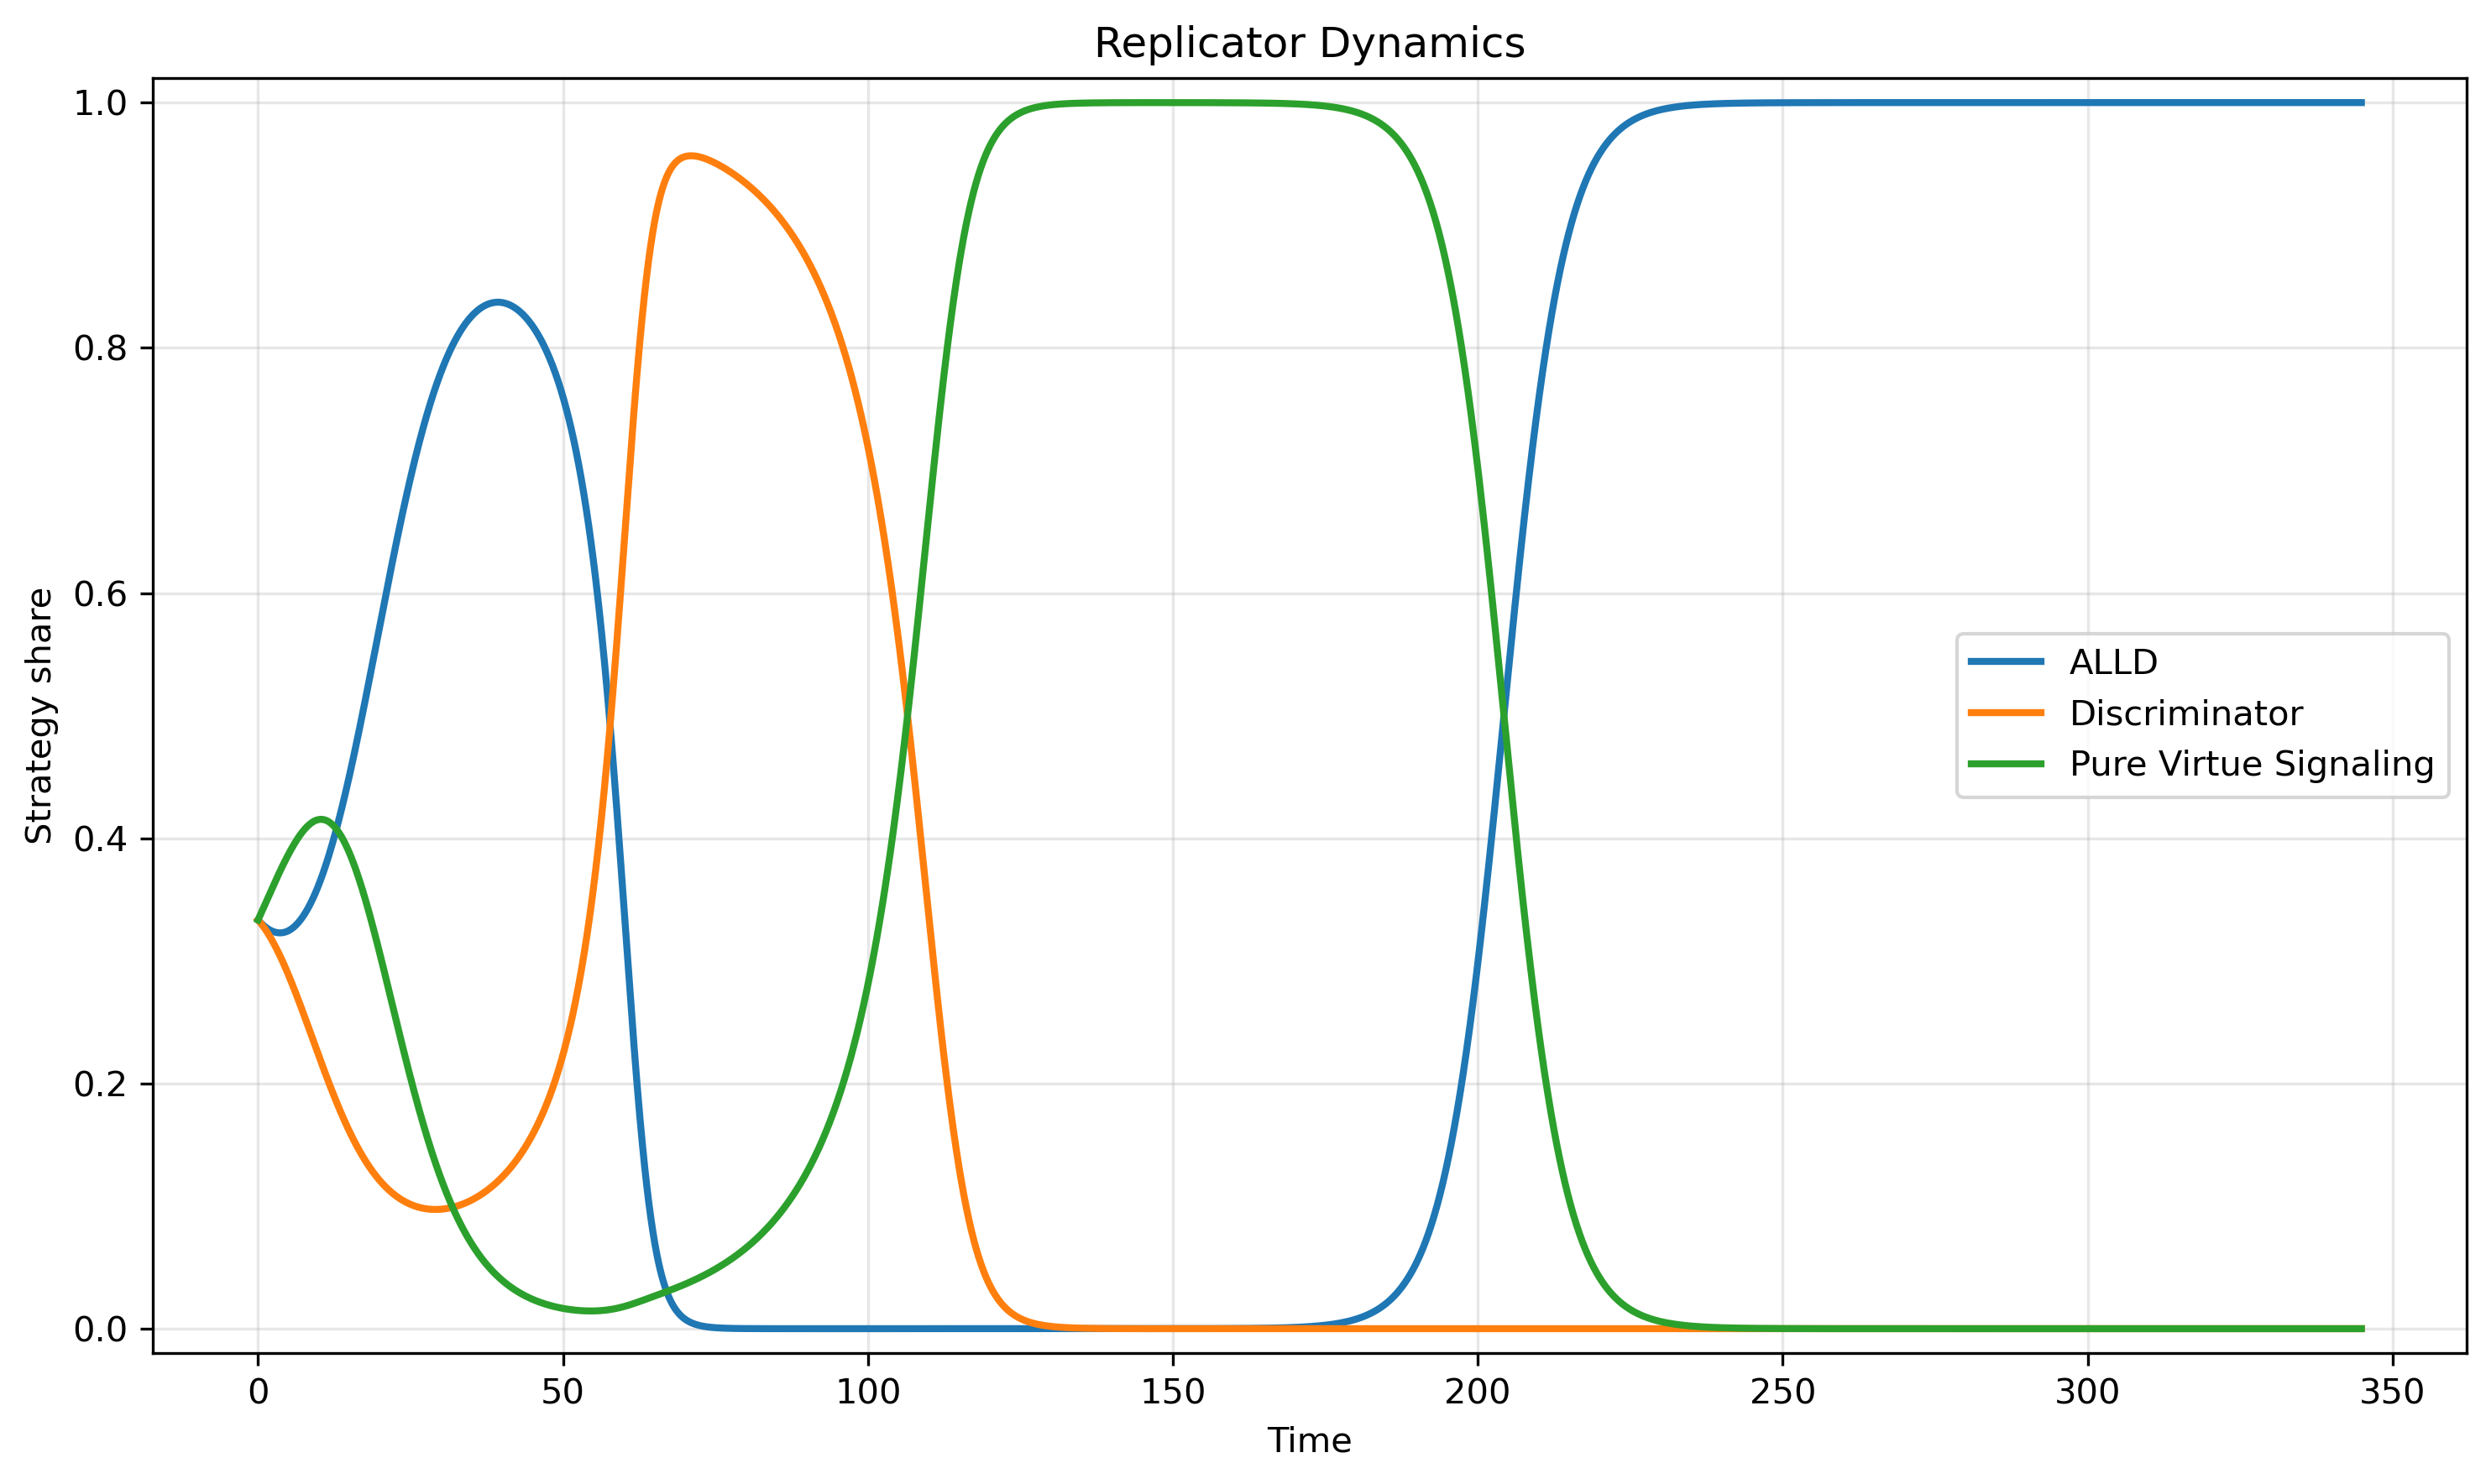 Replicator Dynamics
1.0
0.8
0.6
0.4
0.2
0.0
Strategy share
ALLD
Discriminator
Pure Virtue Signaling
0 50 100 150 200 250 300 350
Time